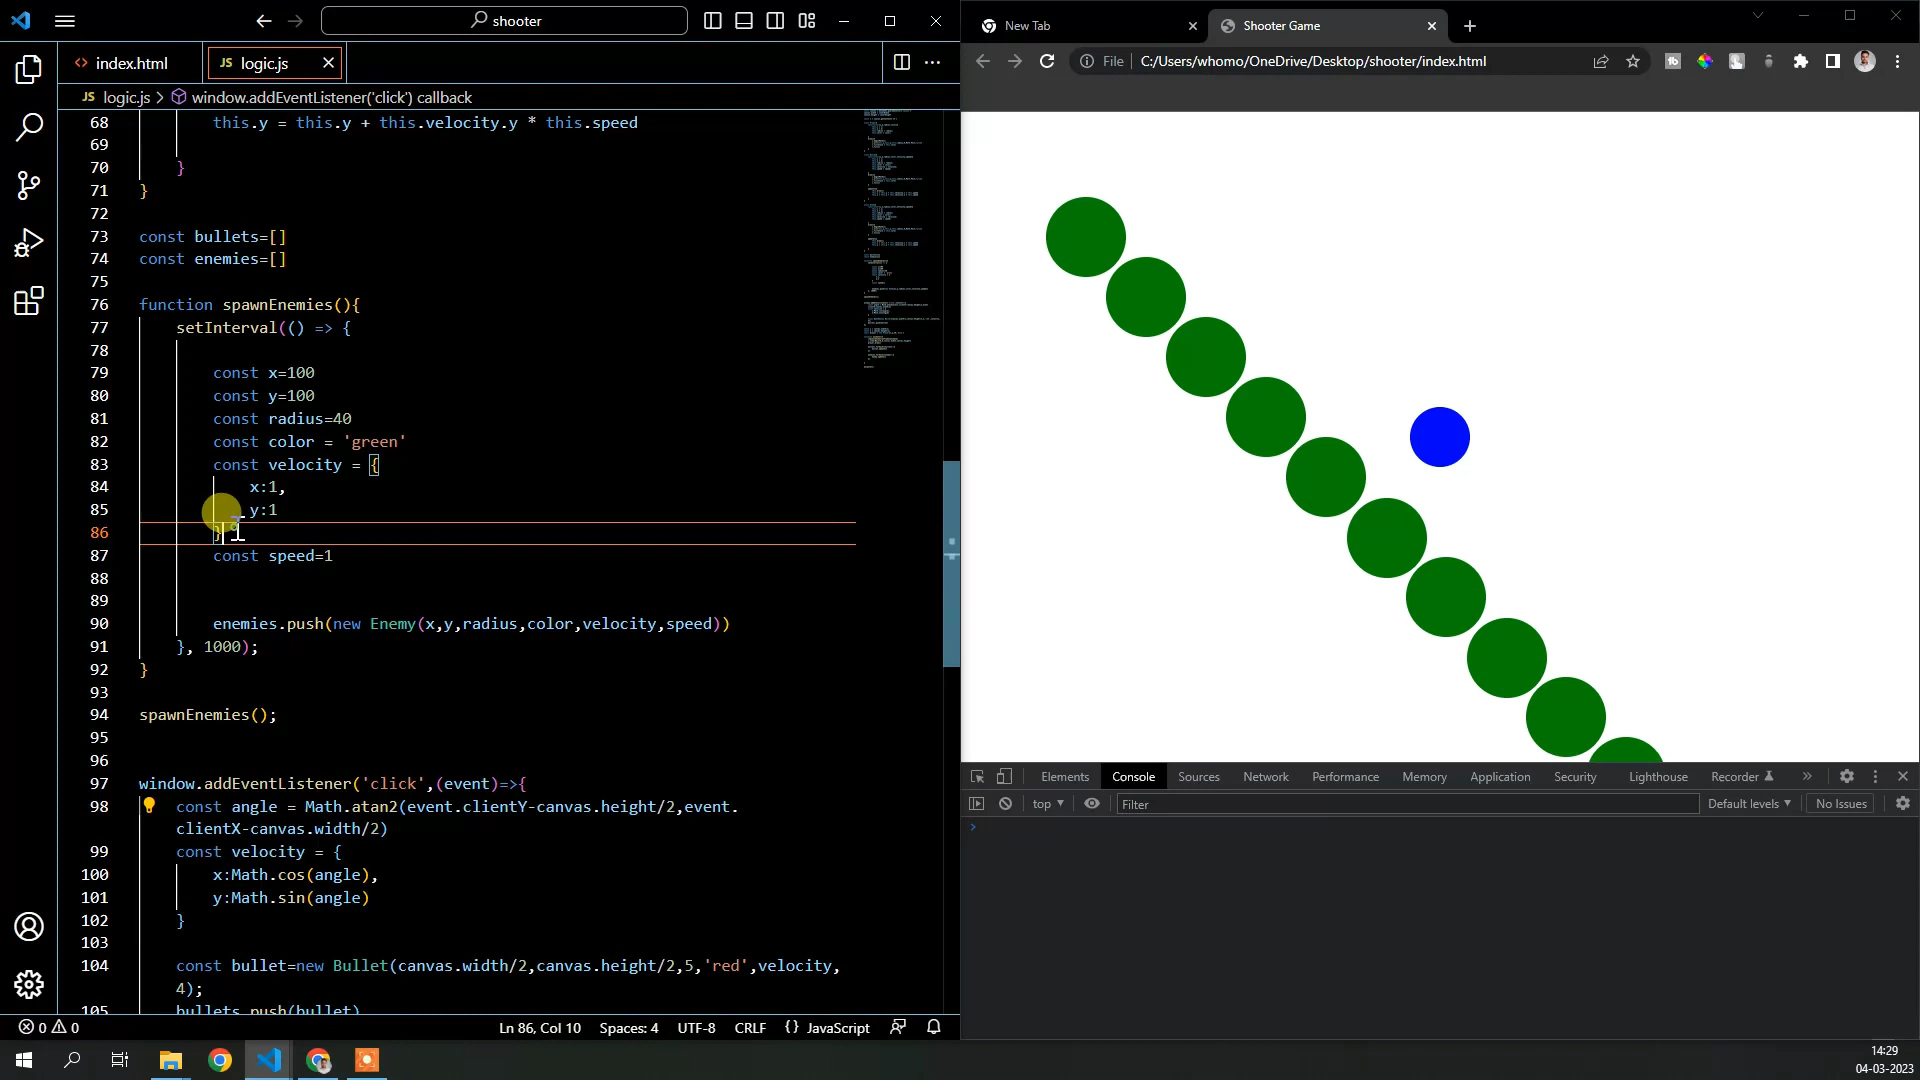 shooter
index.html
JS logic.js
JS logic.js > window.addEventListener('click') callback
68 this.y = this.y + this.velocity.y * this.speed
69
70 }
71 }
72
73 const bullets=[]
74 const enemies=[]
75
76 function spawnEnemies(){
77 setInterval(() => {
78
79 const x=100
80 const y=100
81 const radius=40
82 const color = 'green'
83 const velocity = {
84 x:1,
85 y:1
86 }
87 const speed=1
88
89
90 enemies.push(new Enemy(x,y,radius,color,velocity,speed))
91 }, 1000);
92 }
93
94 spawnEnemies();
95
96
97 window.addEventListener('click',(event)=>{
98 const angle = Math.atan2(event.clientY-canvas.height/2,event.
clientX-canvas.width/2)
99 const velocity = {
100 x:Math.cos(angle),
101 y:Math.sin(angle)
102 }
103
104 const bullet=new Bullet(canvas.width/2,canvas.height/2,5,'red',velocity,
4);
105 bullets.push(bullet)
0 0
Ln 86, Col 10 Spaces: 4 UTF-8 CRLF {} JavaScript
New Tab
Shooter Game
File C:/Users/whomo/OneDrive/Desktop/shooter/index.html
Elements Console Sources Network Performance Memory Application Security Lighthouse Recorder
top Filter Default levels No Issues
14:29
04-03-2023